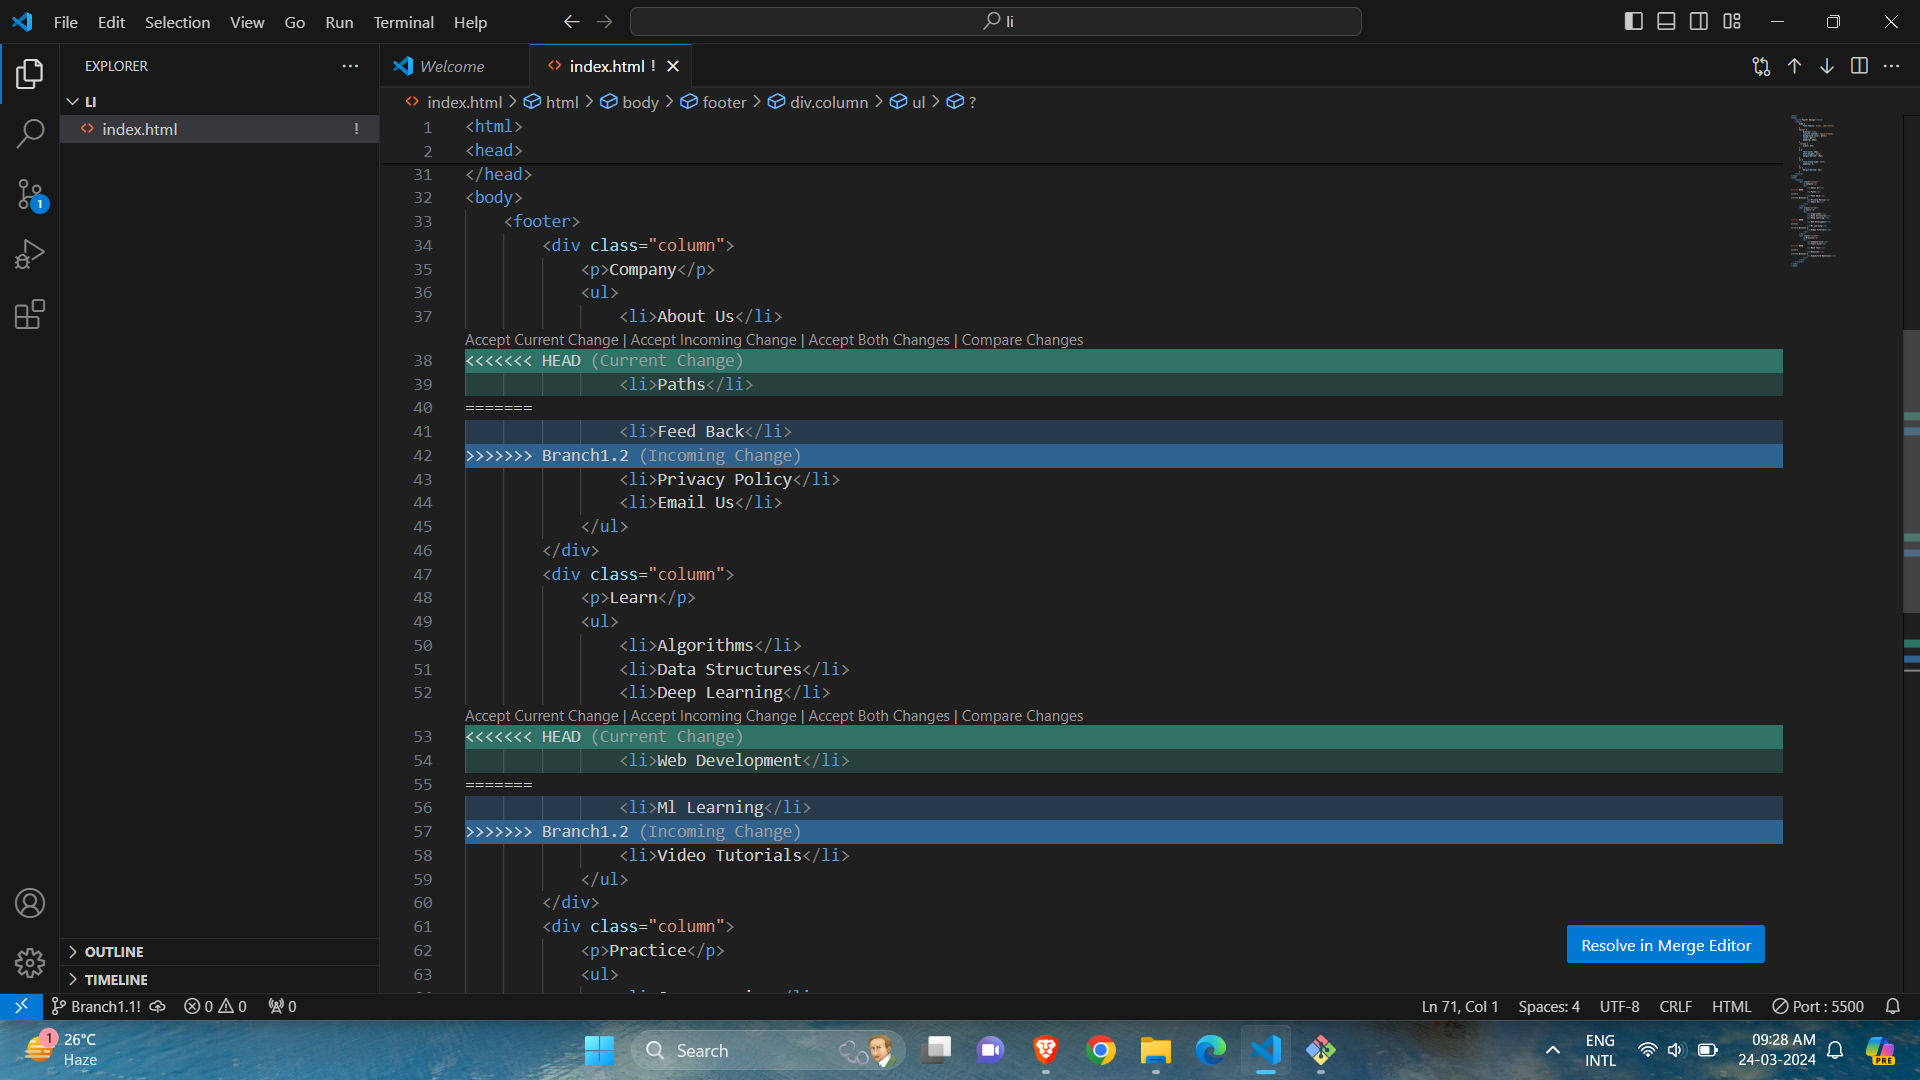 File Edit Selection View Go Run Terminal Help
li
EXPLORER
LI
index.html !
Welcome
index.html !
index.html > html > body > footer > div.column > ul > ?
1 <html>
2 <head>
31 </head>
32 <body>
33 <footer>
34 <div class="column">
35 <p>Company</p>
36 <ul>
37 <li>About Us</li>
Accept Current Change | Accept Incoming Change | Accept Both Changes | Compare Changes
38 <<<<<<< HEAD (Current Change)
39 <li>Paths</li>
40 =======
41 <li>Feed Back</li>
42 >>>>>>> Branch1.2 (Incoming Change)
43 <li>Privacy Policy</li>
44 <li>Email Us</li>
45 </ul>
46 </div>
47 <div class="column">
48 <p>Learn</p>
49 <ul>
50 <li>Algorithms</li>
51 <li>Data Structures</li>
52 <li>Deep Learning</li>
Accept Current Change | Accept Incoming Change | Accept Both Changes | Compare Changes
53 <<<<<<< HEAD (Current Change)
54 <li>Web Development</li>
55 =======
56 <li>Ml Learning</li>
57 >>>>>>> Branch1.2 (Incoming Change)
58 <li>Video Tutorials</li>
59 </ul>
60 </div>
61 <div class="column">
62 <p>Practice</p>
63 <ul>
Resolve in Merge Editor
1
OUTLINE
TIMELINE
Branch1.1! 0 0 0
Ln 71, Col 1 Spaces: 4 UTF-8 CRLF HTML Port : 5500
1
26°C
Haze
Search
ENG
INTL
09:28 AM
24-03-2024
PRE